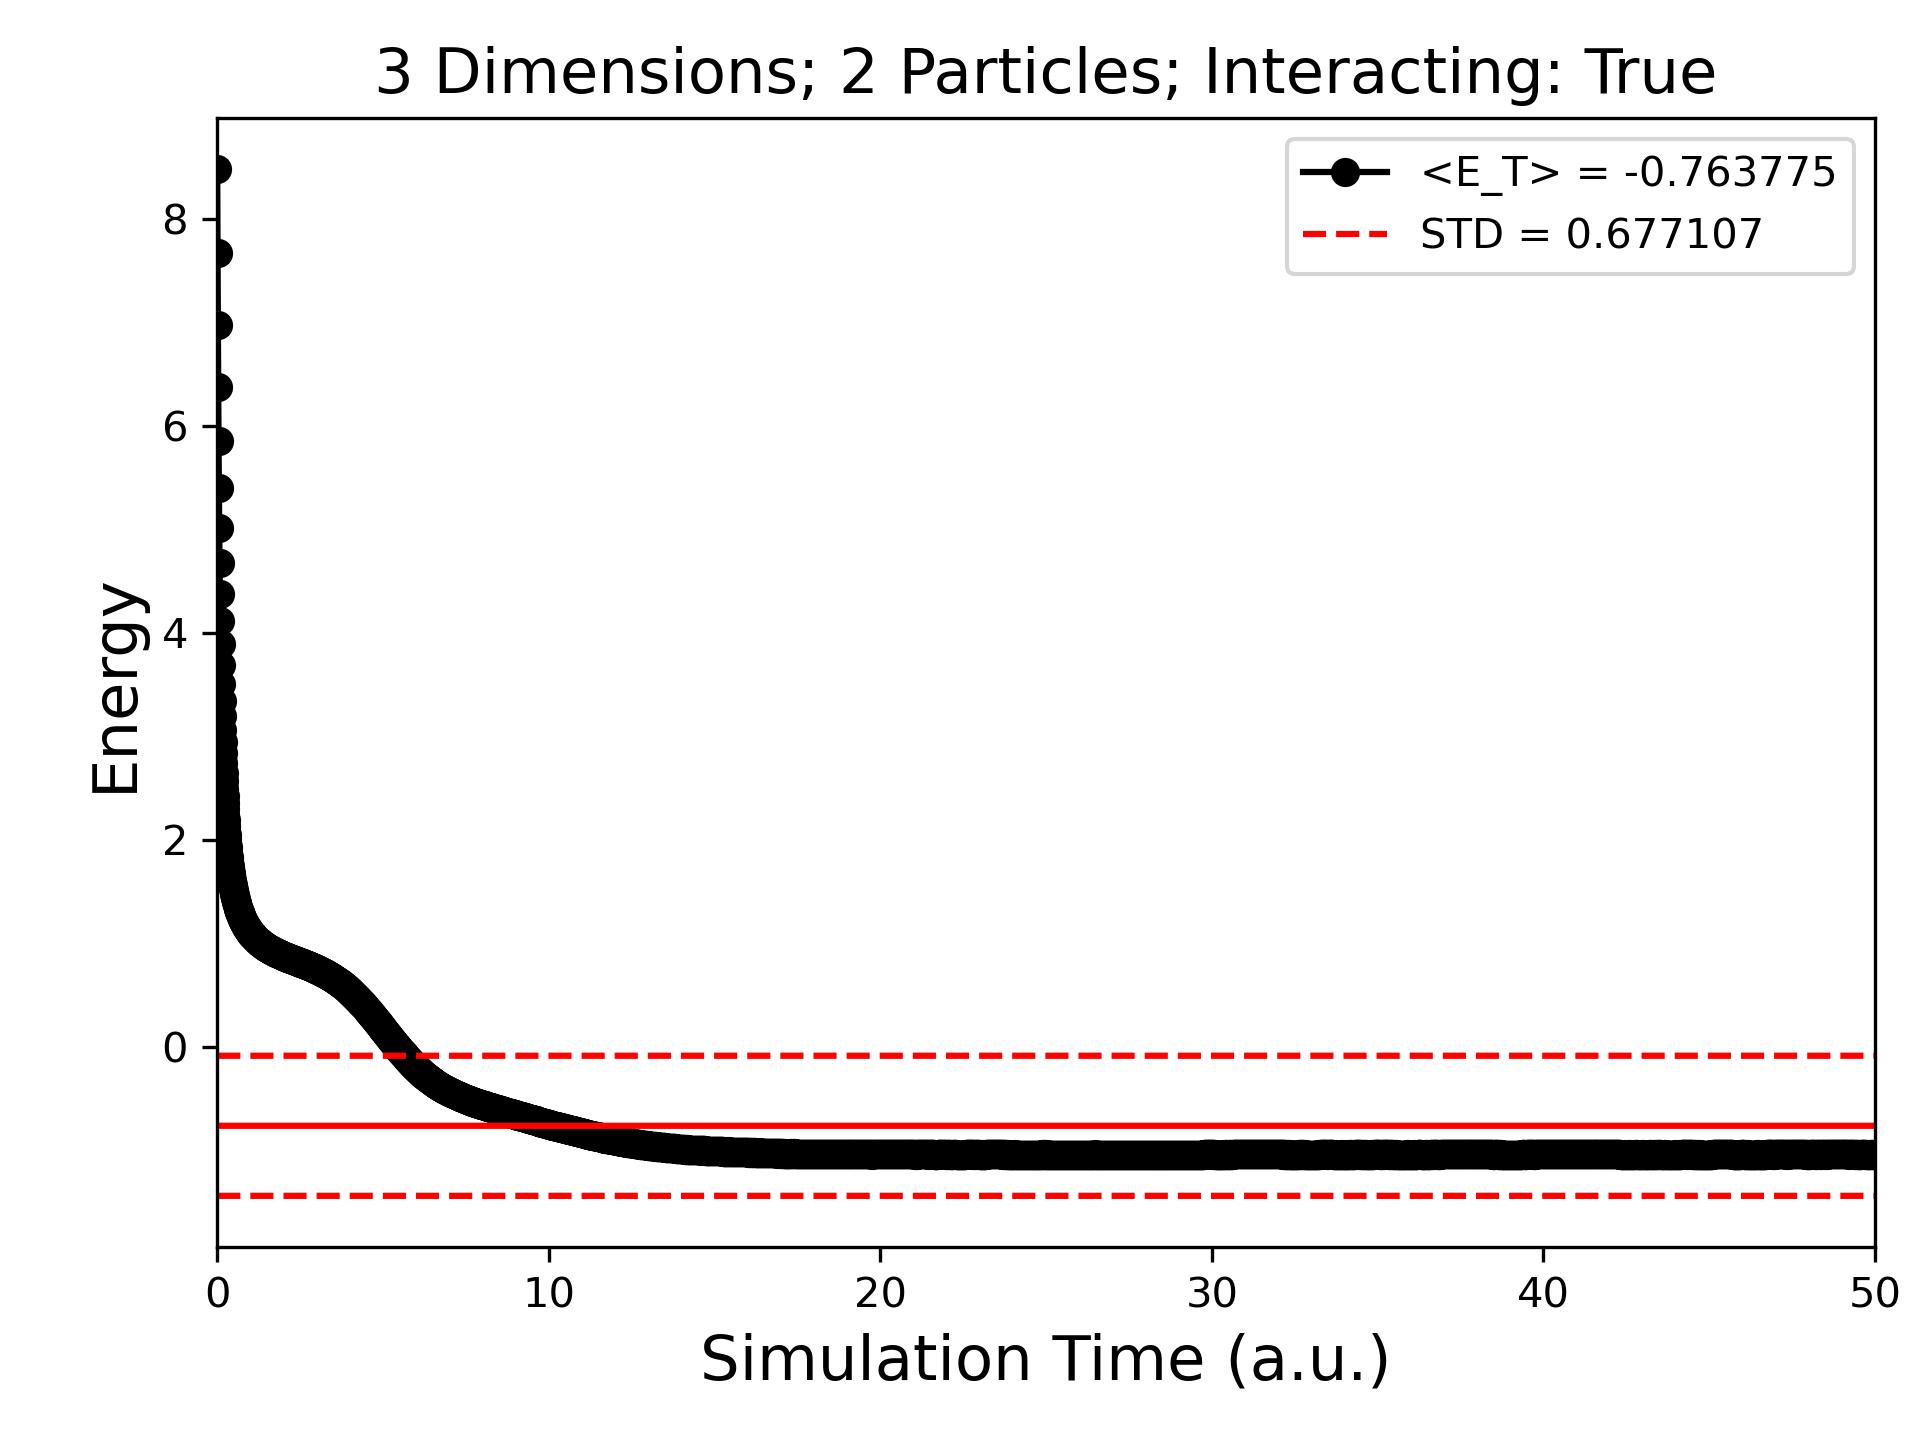 3 Dimensions; 2 Particles; Interacting: True
<E_T> = -0.763775
STD = 0.677107
Energy
8
6
4
2
0
0 10 20 30 40 50
Simulation Time (a.u.)